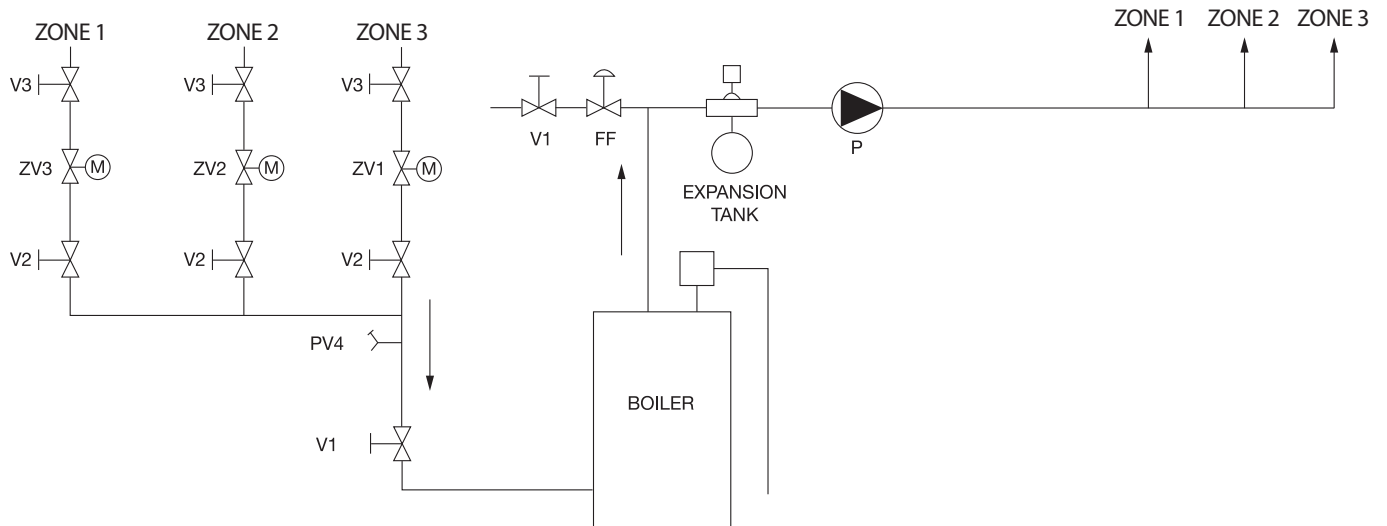 ZONE 1
ZONE 2
ZONE 3
ZONE 1
ZONE 2
ZONE 3
V3
V3
V3
V1
FF
P
ZV3
M
ZV2
M
ZV1
M
EXPANSION
TANK
V2
V2
V2
PV4
BOILER
V1